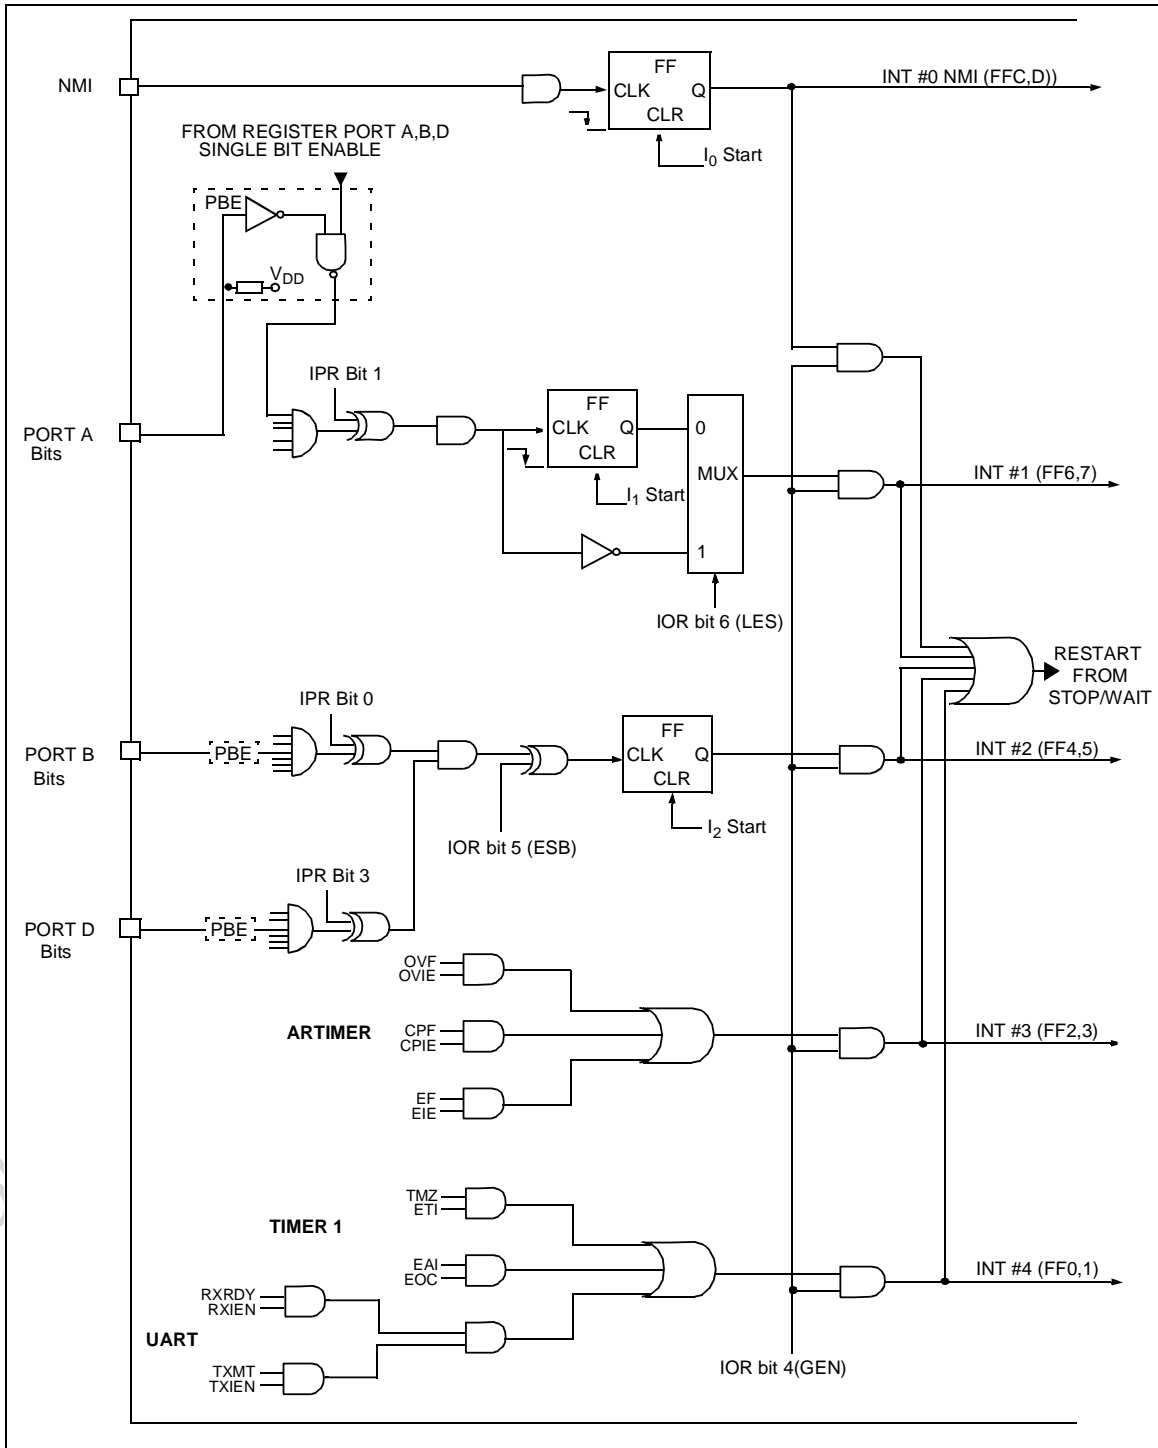 NMI
FF
CLK Q
CLR
INT #0 NMI (FFC,D))
I0 Start
FROM REGISTER PORT A,B,D
SINGLE BIT ENABLE
PBE
VDD
IPR Bit 1
PORT A
Bits
FF
CLK Q
CLR
I1 Start
0
MUX
1
INT #1 (FF6,7)
IOR bit 6 (LES)
RESTART
FROM
STOP/WAIT
IPR Bit 0
PORT B
Bits
PBE
FF
CLK Q
CLR
INT #2 (FF4,5)
I2 Start
IOR bit 5 (ESB)
IPR Bit 3
PORT D
Bits
PBE
OVF
OVIE
ARTIMER
CPF
CPIE
INT #3 (FF2,3)
EF
EIE
TMZ
ETI
TIMER 1
EAI
EOC
INT #4 (FF0,1)
RXRDY
RXIEN
UART
TXMT
TXIEN
IOR bit 4(GEN)